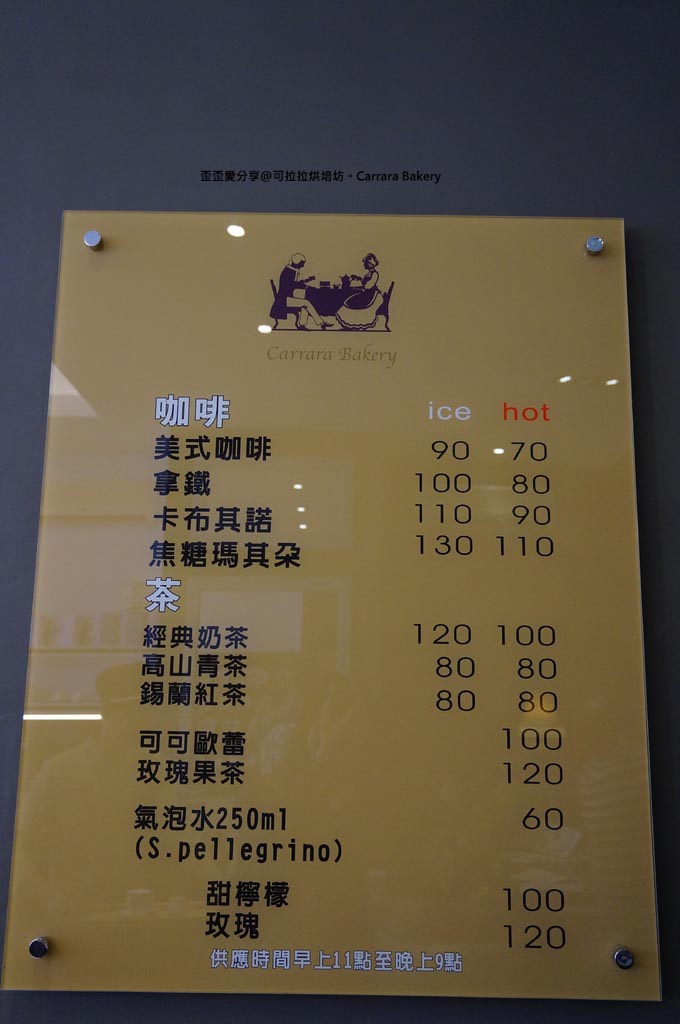 歪歪愛分享@可拉拉烘培坊・Carrara Bakery
Carrara Bakery
咖啡 ice hot
美式咖啡 90 70
拿鐵 100 80
卡布其諾 110 90
焦糖瑪其朵 130 110
茶
經典奶茶 120 100
高山青茶 80 80
錫蘭紅茶 80 80
可可歐蕾 100
玫瑰果茶 120
氣泡水250ml 60
(S.pellegrino)
甜檸檬 100
玫瑰 120
供應時間早上11點至晚上9點